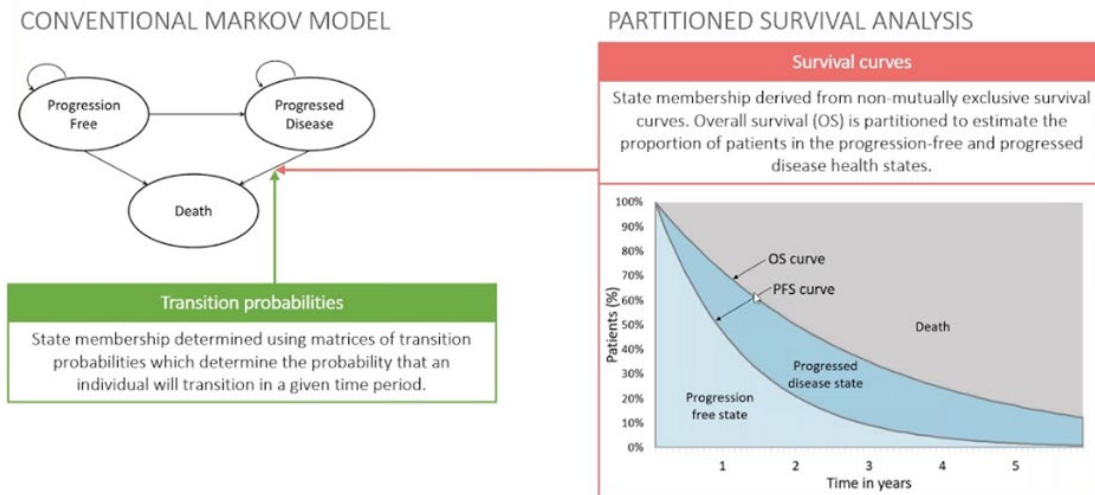 CONVENTIONAL MARKOV MODEL
Progression
Free
Progressed
Disease
Death
Transition probabilities
State membership determined using matrices of transition
probabilities which determine the probability that an
individual will transition in a given time period.
PARTITIONED SURVIVAL ANALYSIS
Survival curves
State membership derived from non-mutually exclusive survival
curves. Overall survival (OS) is partitioned to estimate the
proportion of patients in the progression-free and progressed
disease health states.
Patients (%)
100%
90%
80%
70%
60%
50%
40%
30%
20%
10%
0%
OS curve
PFS curve
Death
Progressed
disease state
Progression
free state
1 2 3 4 5
Time in years